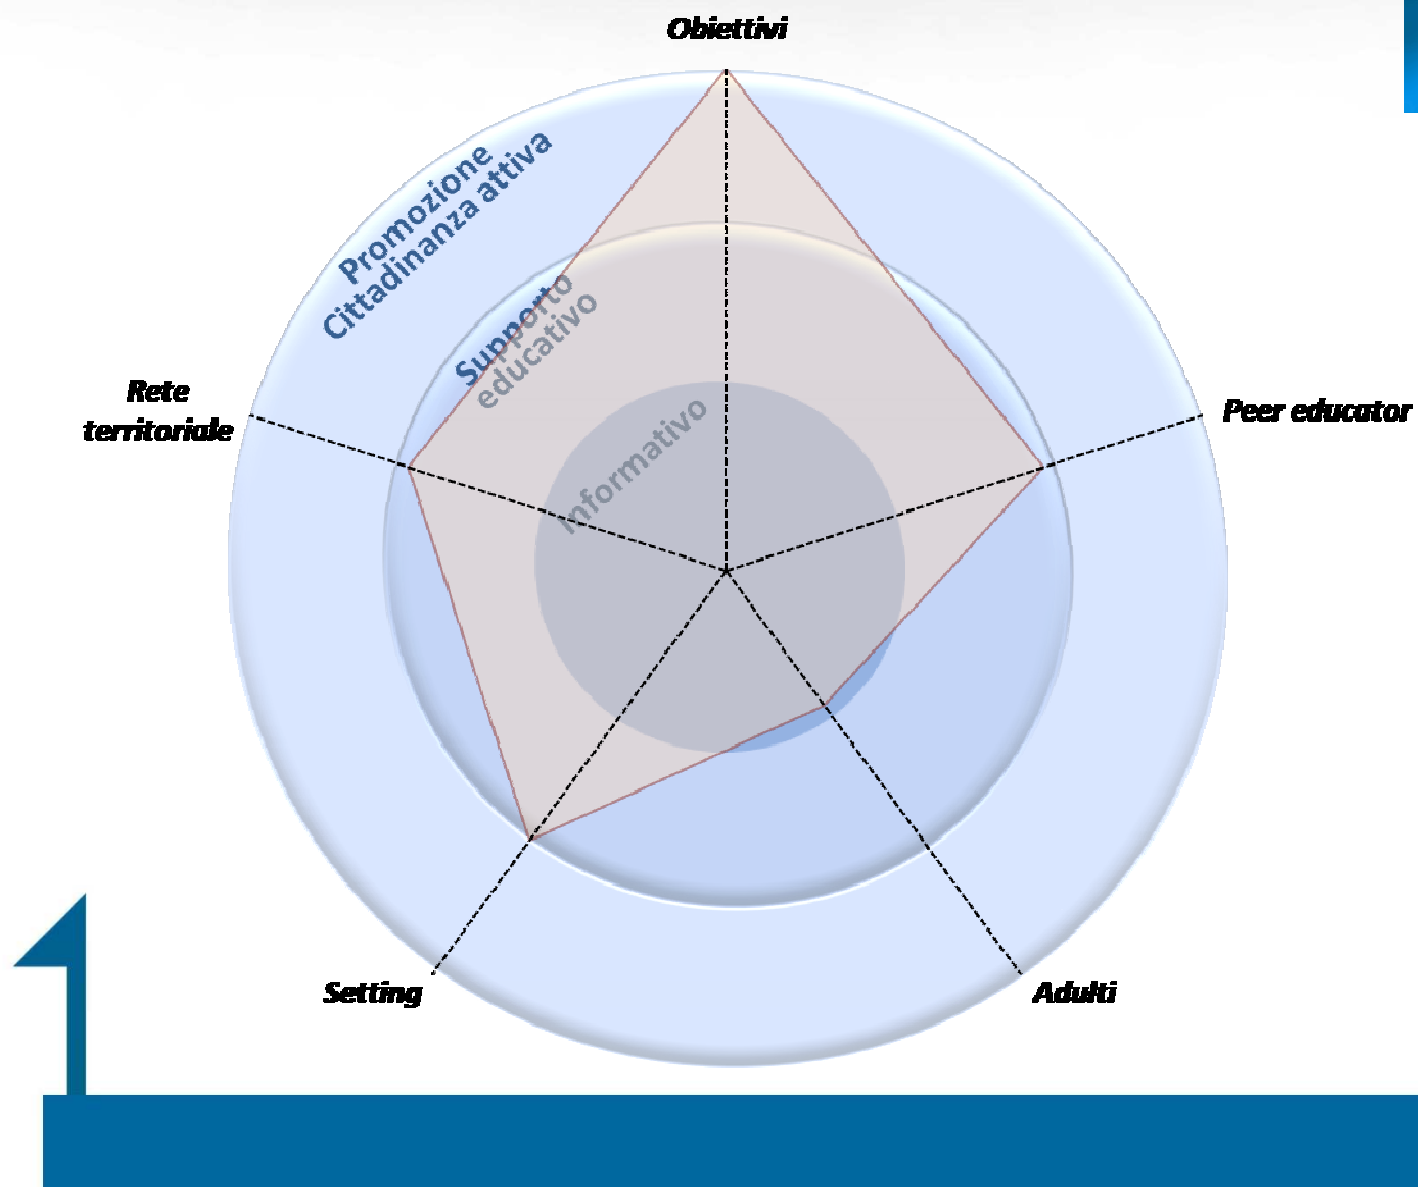 Obiettivi
Promozione
Cittadinanza attiva
Supporto
educativo
Rete
territoriale
Peer educator
Informativo
Setting
Adulti